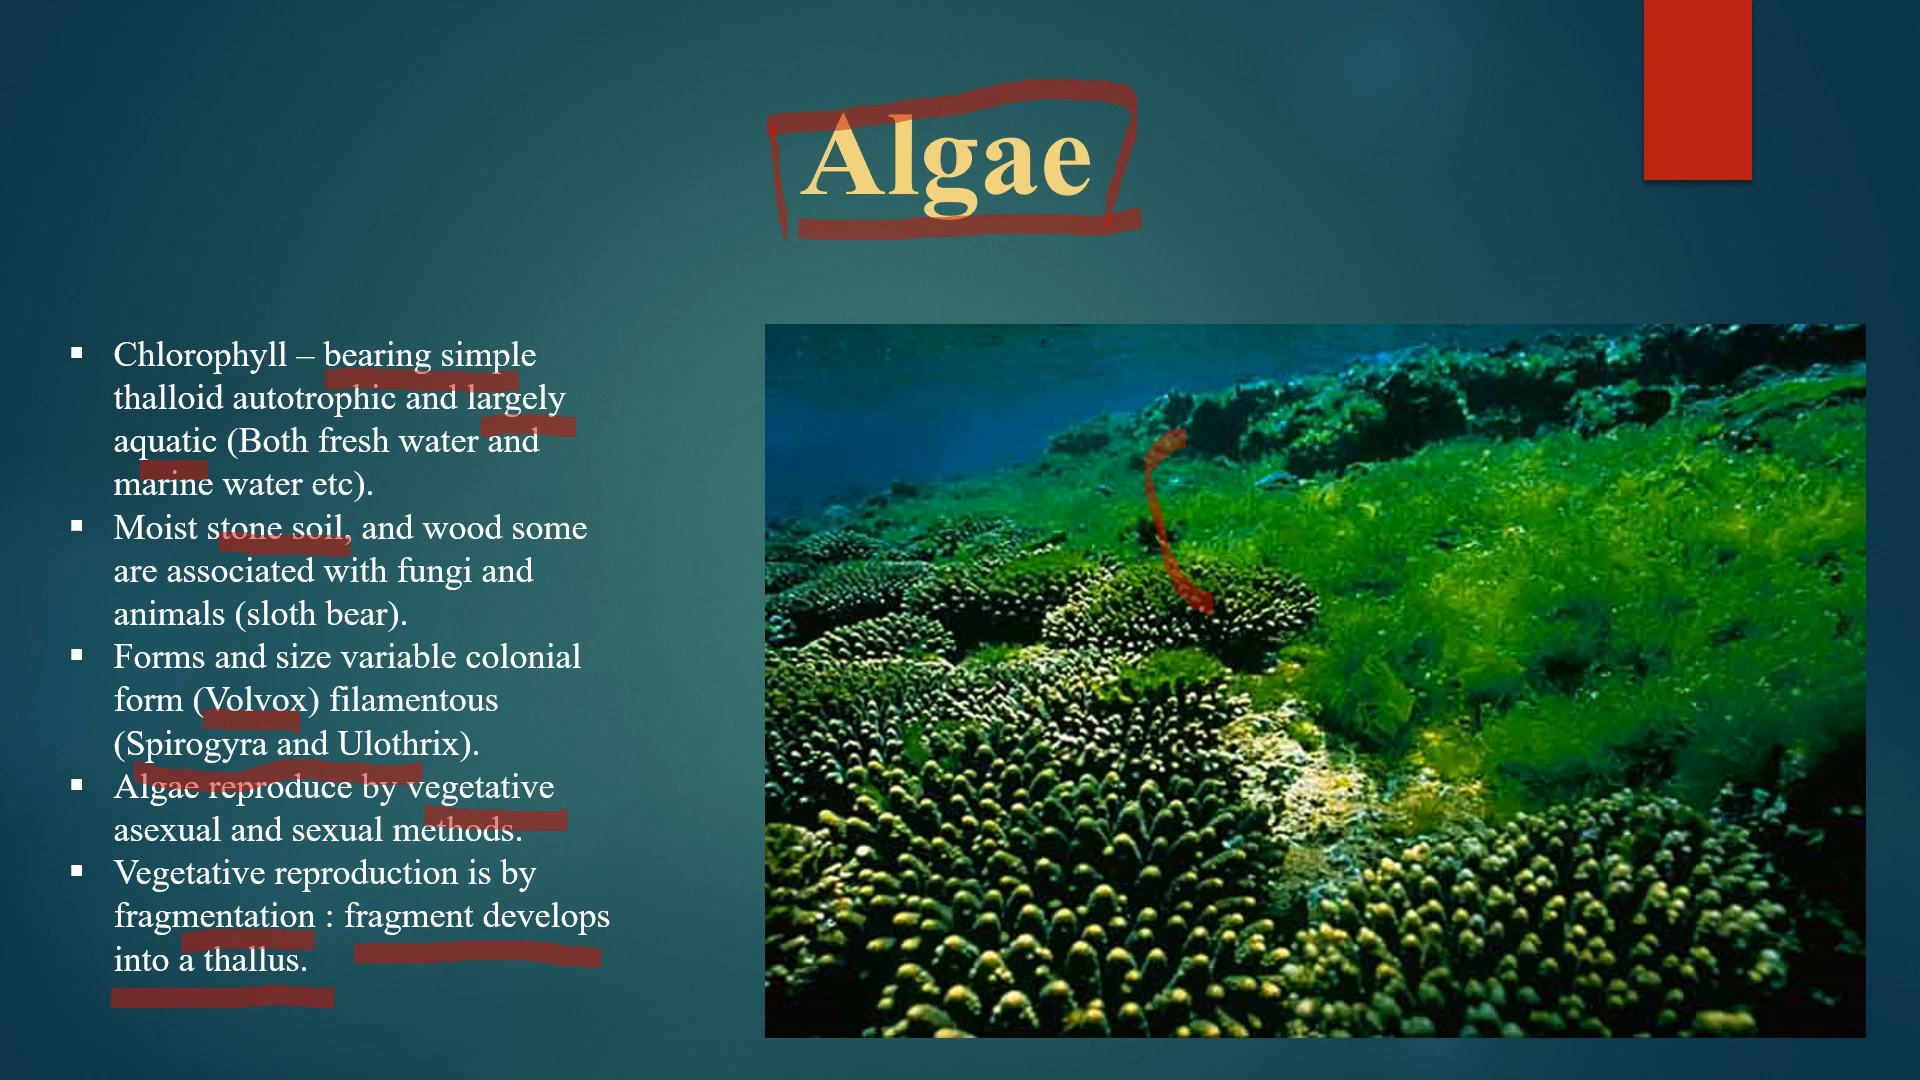 Algae
▪ Chlorophyll – bearing simple
thalloid autotrophic and largely
aquatic (Both fresh water and
marine water etc).
▪ Moist stone soil, and wood some
are associated with fungi and
animals (sloth bear).
▪ Forms and size variable colonial
form (Volvox) filamentous
(Spirogyra and Ulothrix).
▪ Algae reproduce by vegetative
asexual and sexual methods.
▪ Vegetative reproduction is by
fragmentation : fragment develops
into a thallus.